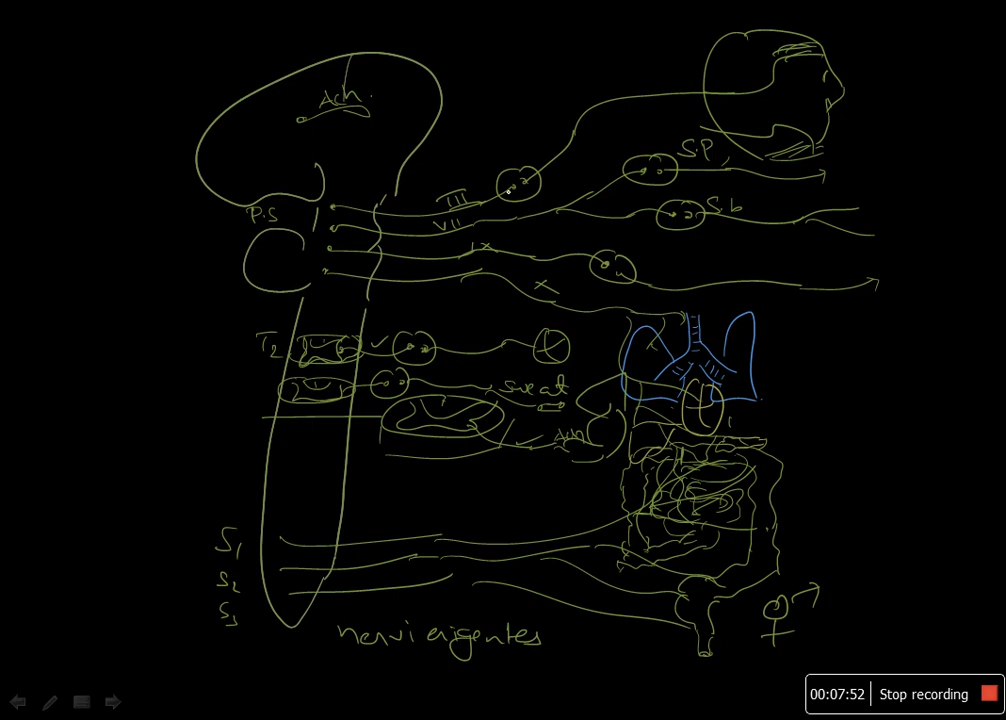 Ach.
S.P,
III
S.b
P.S
VII
IX
X
T2
sweat
Ach
S1
S2
S3
nervi erigentes
00:07:52 Stop recording